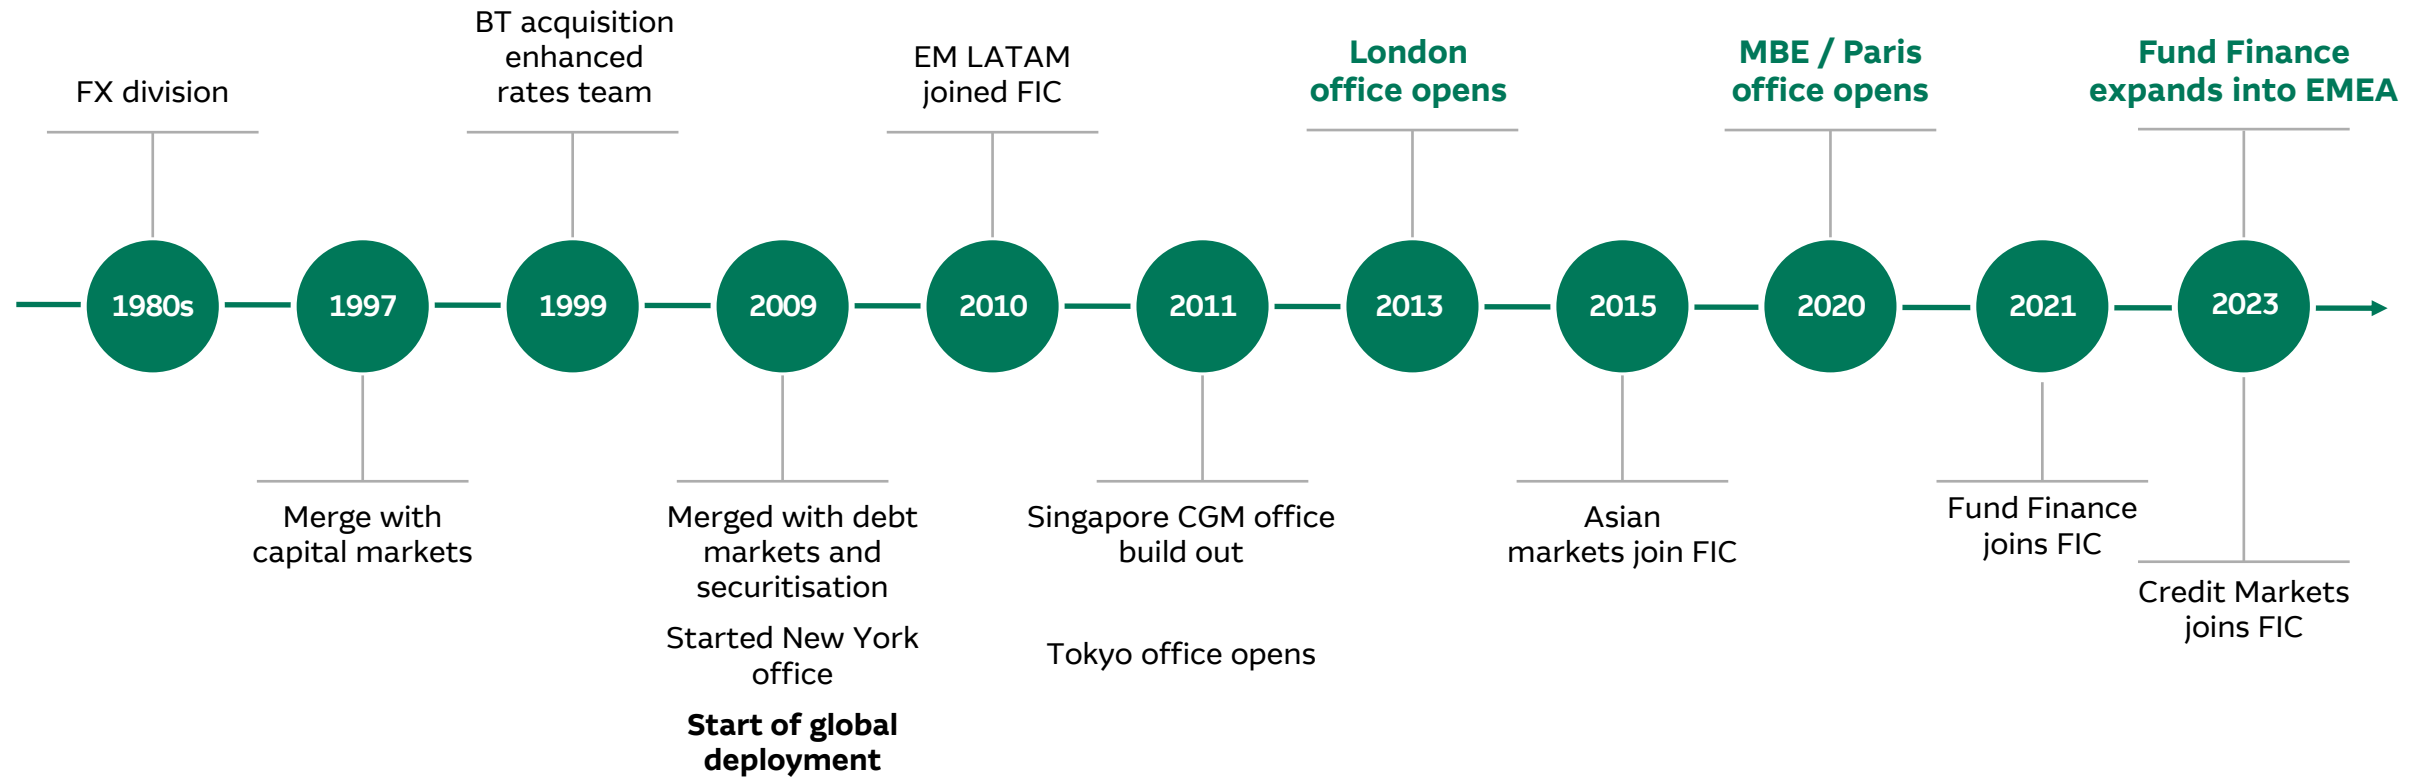 FX division
BT acquisition
enhanced
rates team
EM LATAM
joined FIC
London
office opens
MBE / Paris
office opens
Fund Finance
expands into EMEA
1980s
1997
1999
2009
2010
2011
2013
2015
2020
2021
2023
Merge with
capital markets
Merged with debt
markets and
securitisation
Started New York
office
Start of global
deployment
Singapore CGM office
build out
Tokyo office opens
Asian
markets join FIC
Fund Finance
joins FIC
Credit Markets
joins FIC